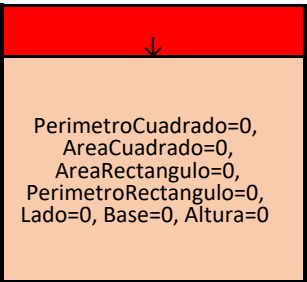 PerimetroCuadrado=0,
AreaCuadrado=0,
AreaRectangulo=0,
PerimetroRectangulo=0,
Lado=0, Base=0, Altura=0